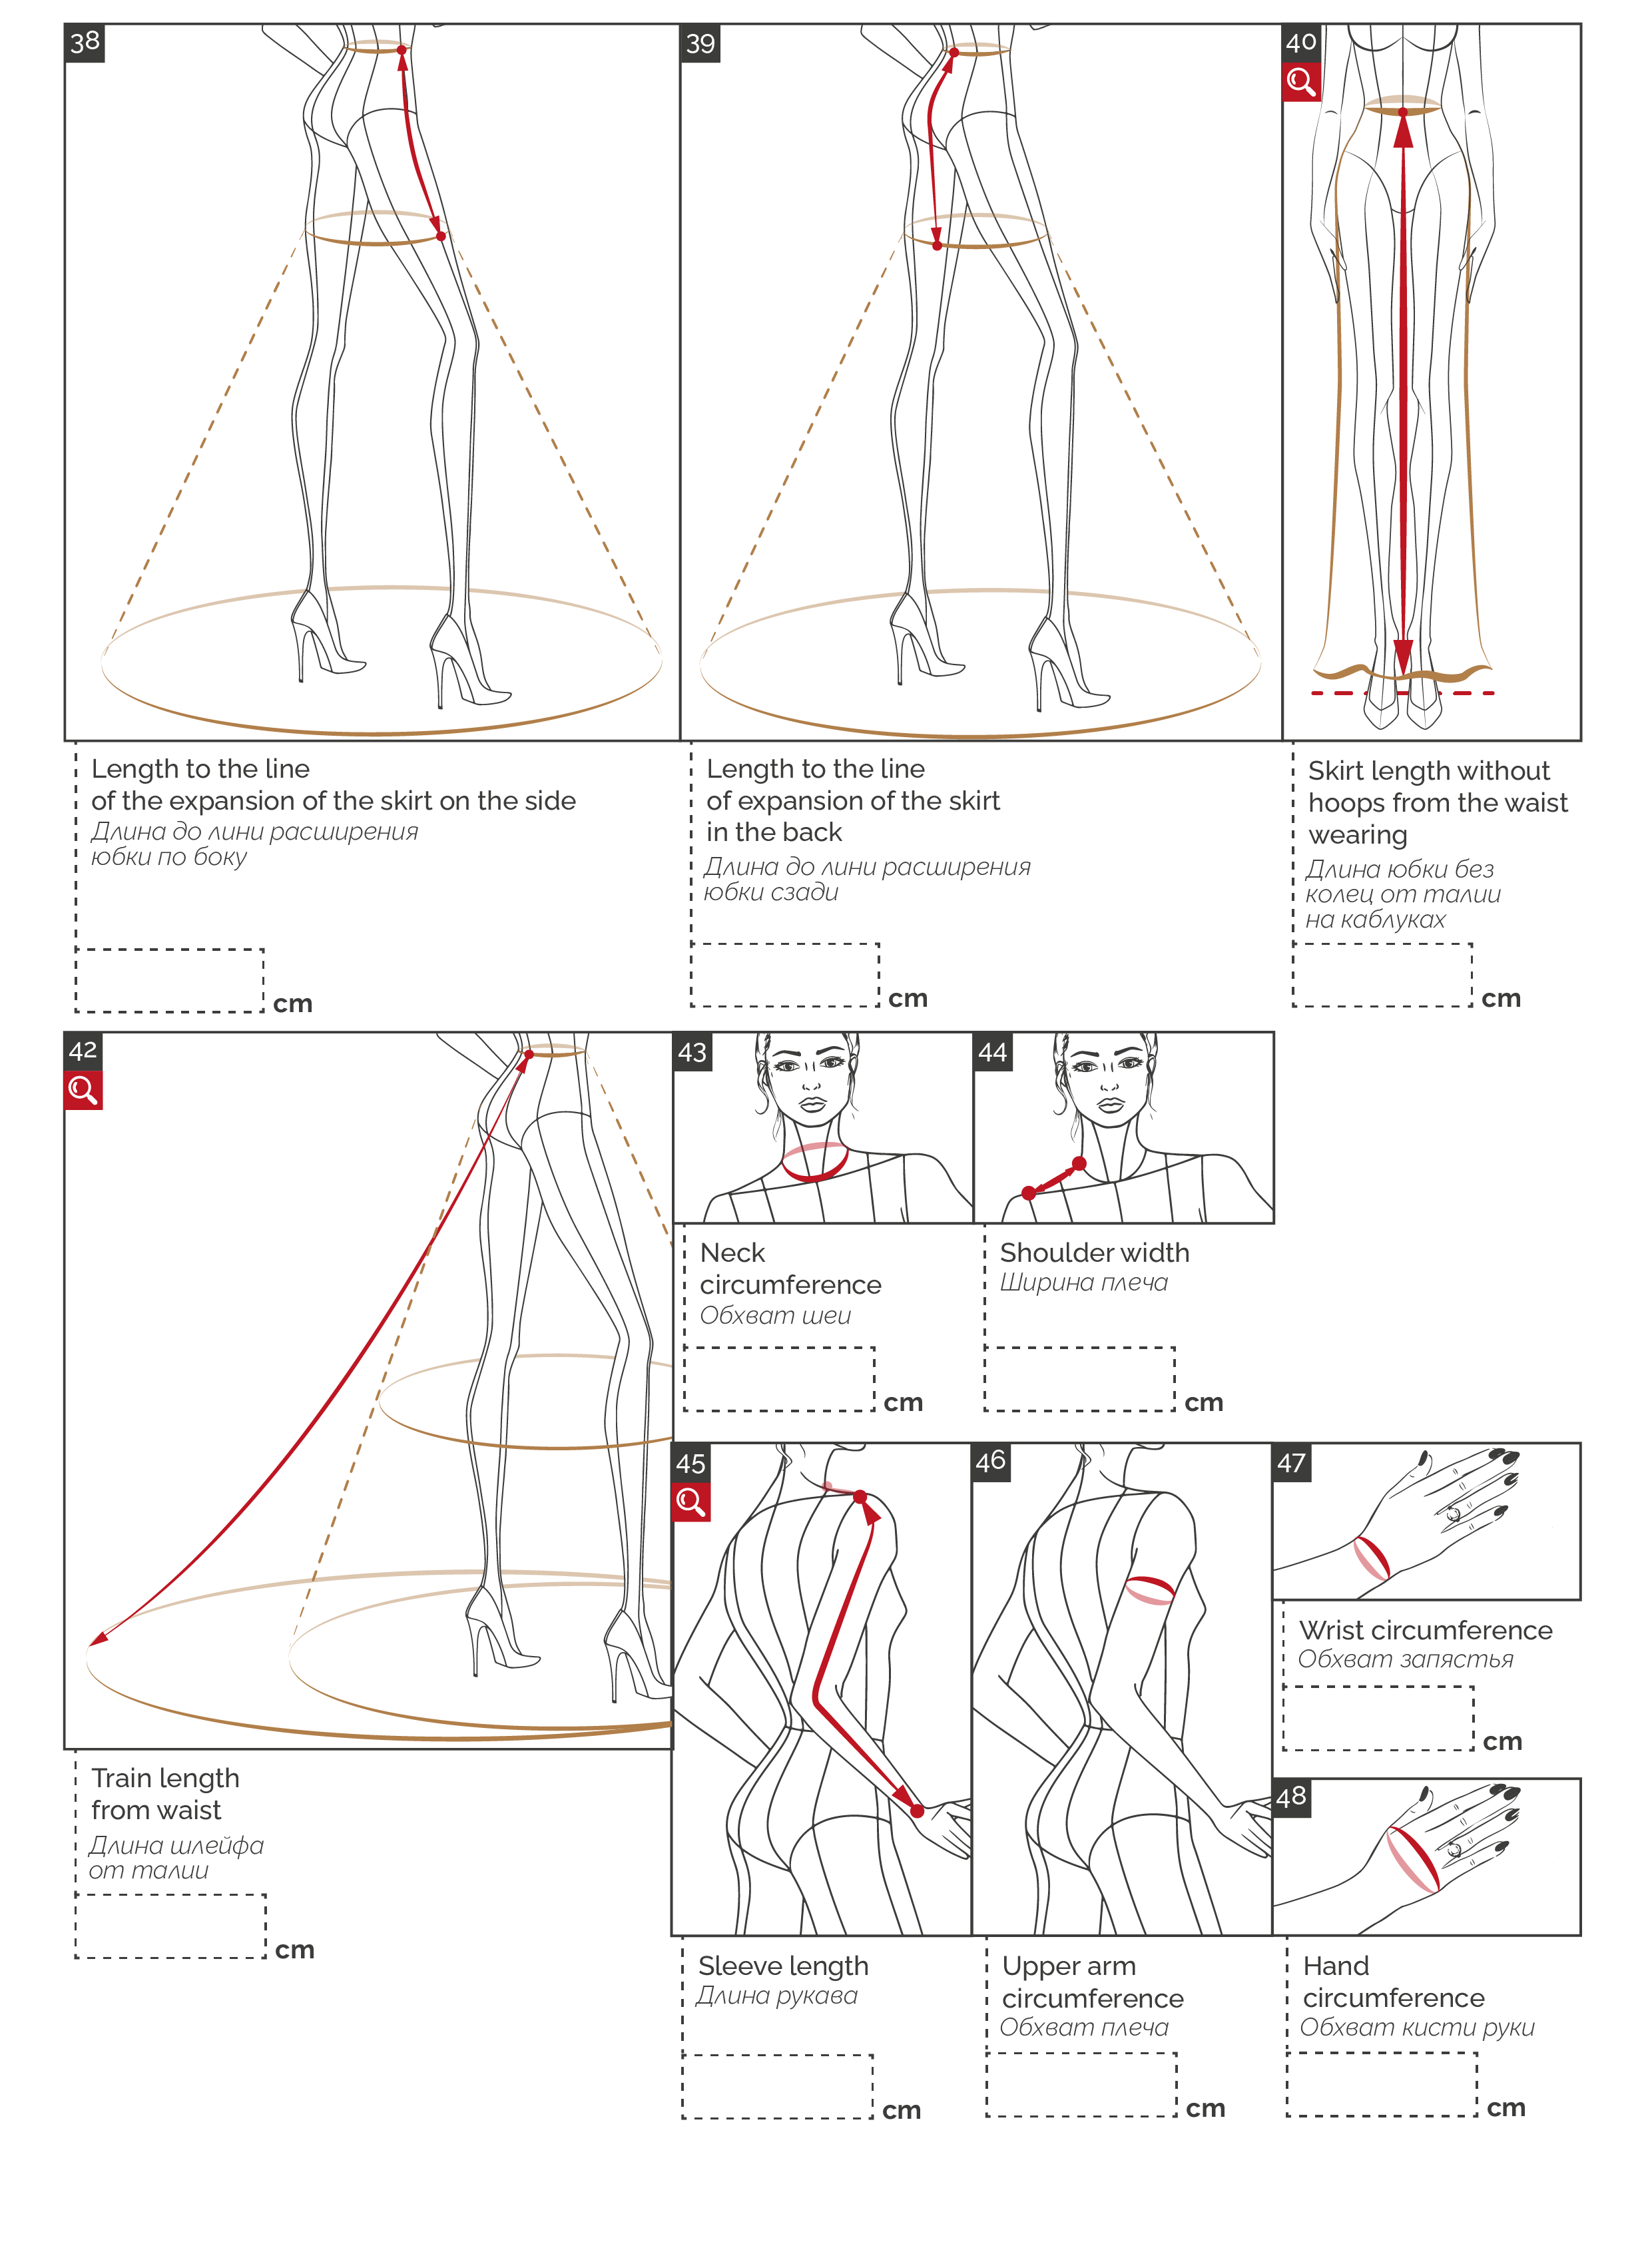 38
Length to the line
of the expansion of the skirt on the side
Длина до лини расширения
юбки по боку
cm
39
Length to the line
of expansion of the skirt
in the back
Длина до лини расширения
юбки сзади
cm
40
Skirt length without
hoops from the waist
wearing
Длина юбки без
колец от талии
на каблуках
cm
42
Train length
from waist
Длина шлейфа
от талии
cm
43
Neck
circumference
Обхват шеи
cm
44
Shoulder width
Ширина плеча
cm
45
Sleeve length
Длина рукава
cm
46
Upper arm
circumference
Обхват плеча
cm
47
Wrist circumference
Обхват запястья
cm
48
Hand
circumference
Обхват кисти руки
cm